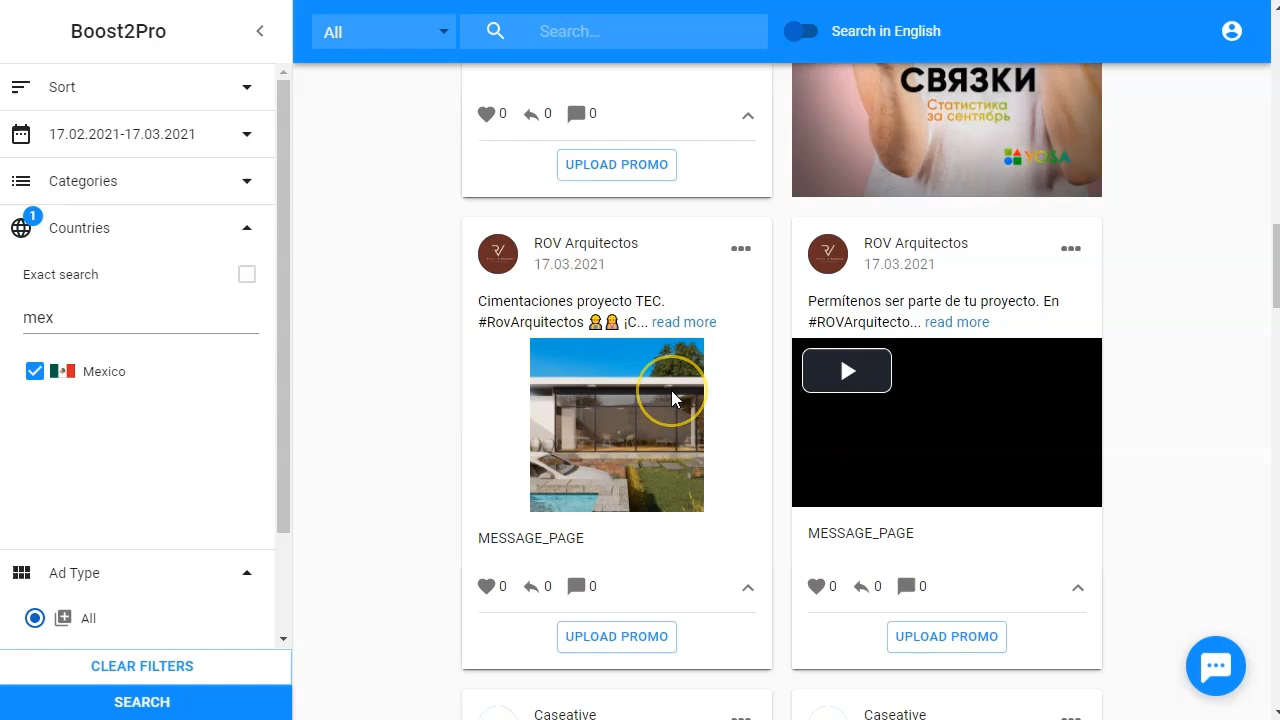 Boost2Pro
All
Search...
Search in English
Sort
17.02.2021-17.03.2021
Categories
1
Countries
Exact search
mex
Mexico
Ad Type
All
CLEAR FILTERS
SEARCH
0 0 0
UPLOAD PROMO
СВЯЗКИ
Статистика
за сентябрь
YOSA
ROV Arquitectos
17.03.2021
Cimentaciones proyecto TEC.
#RovArquitectos 👷👷 ¡C... read more
MESSAGE_PAGE
0 0 0
UPLOAD PROMO
ROV Arquitectos
17.03.2021
Permítenos ser parte de tu proyecto. En
#ROVArquitecto... read more
MESSAGE_PAGE
0 0 0
UPLOAD PROMO
Caseative
Caseative